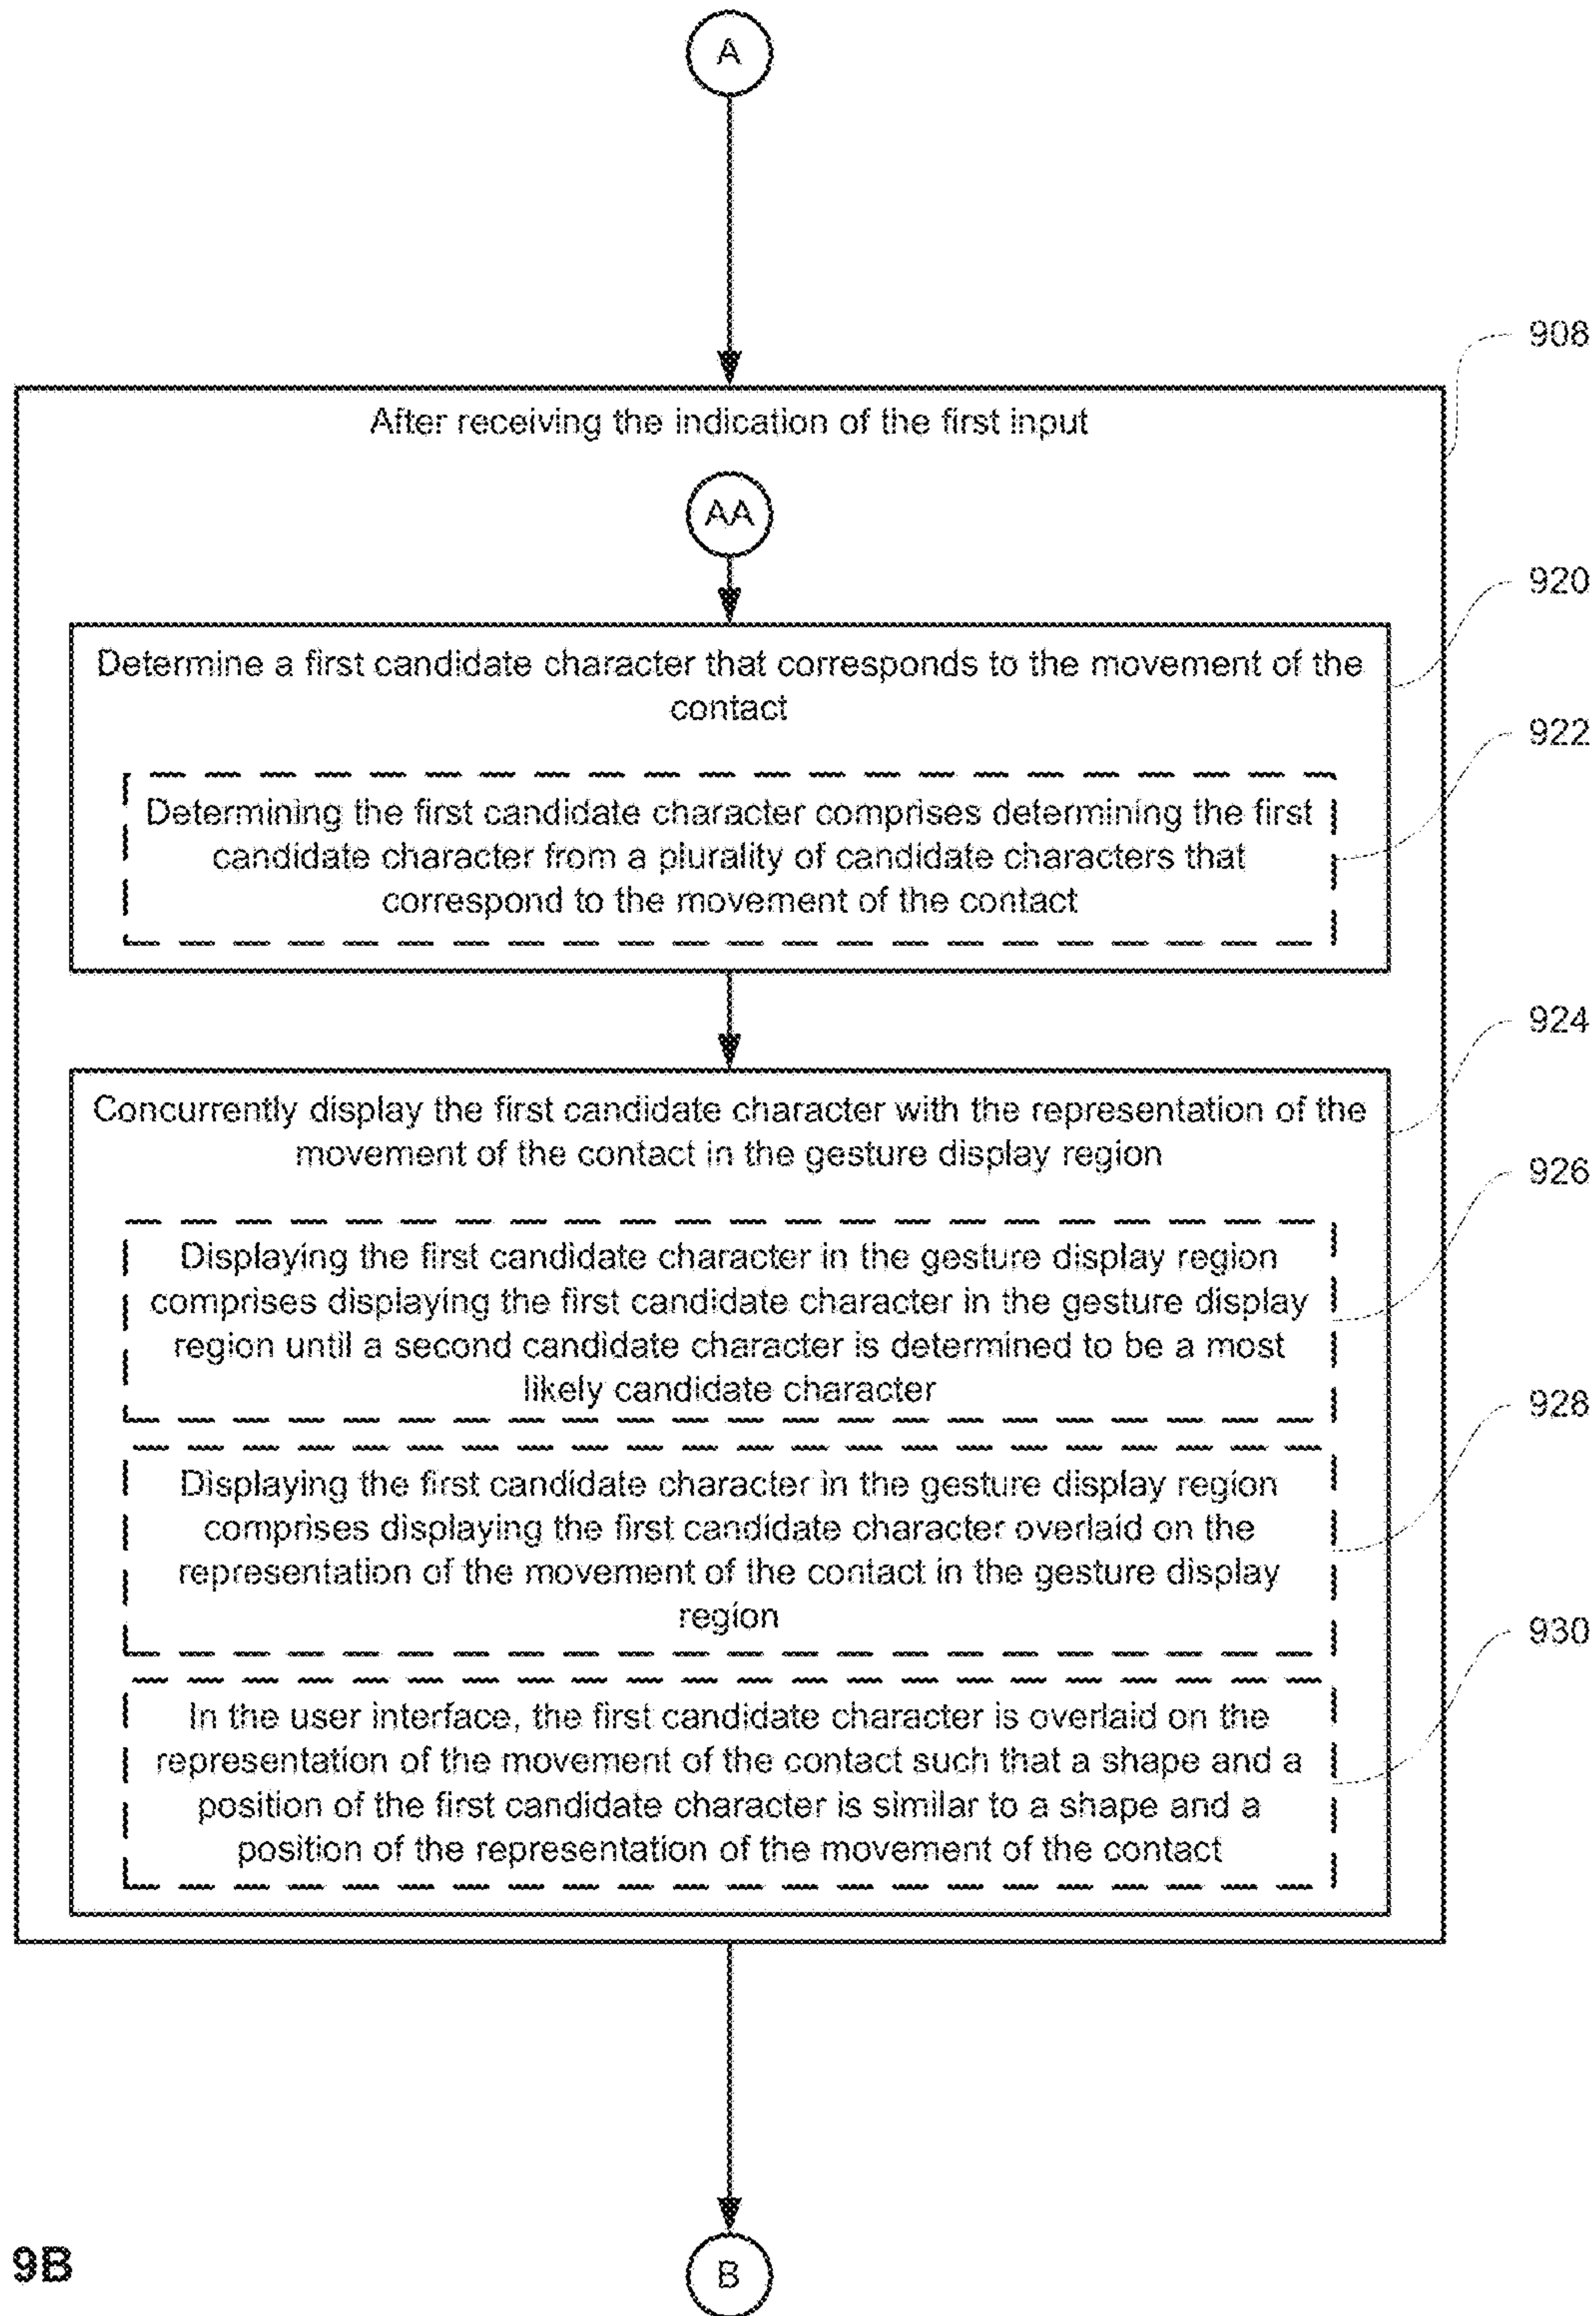 A
908
After receiving the indication of the first input
AA
920
Determine a first candidate character that corresponds to the movement of the
contact
922
Determining the first candidate character comprises determining the first
candidate character from a plurality of candidate characters that
correspond to the movement of the contact
924
Concurrently display the first candidate character with the representation of the
movement of the contact in the gesture display region
926
Displaying the first candidate character in the gesture display region
comprises displaying the first candidate character in the gesture display
region until a second candidate character is determined to be a most
likely candidate character
928
Displaying the first candidate character in the gesture display region
comprises displaying the first candidate character overlaid on the
representation of the movement of the contact in the gesture display
region
930
In the user interface, the first candidate character is overlaid on the
representation of the movement of the contact such that a shape and a
position of the first candidate character is similar to a shape and a
position of the representation of the movement of the contact
9B
B